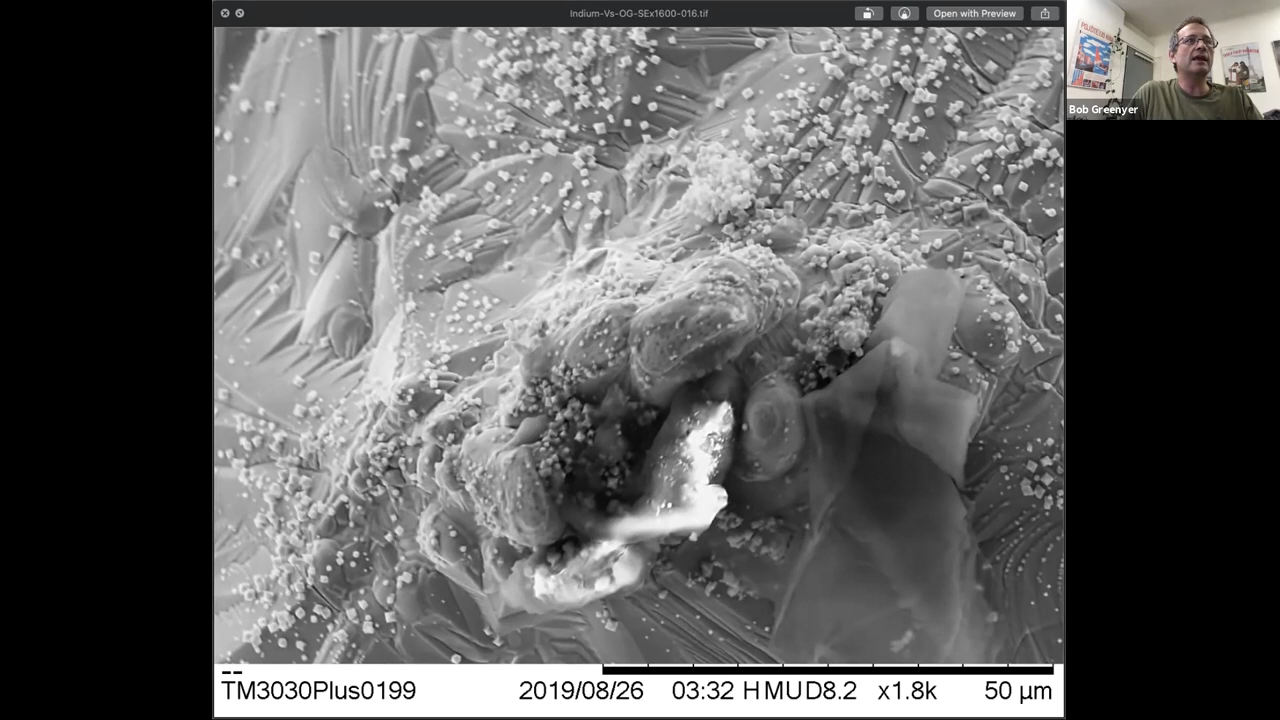 Indium-Vs-OG-SEx1600-016.tif
Open with Preview
Bob Greenyer
TM3030Plus0199 2019/08/26 03:32 H MUD8.2 x1.8k 50 µm